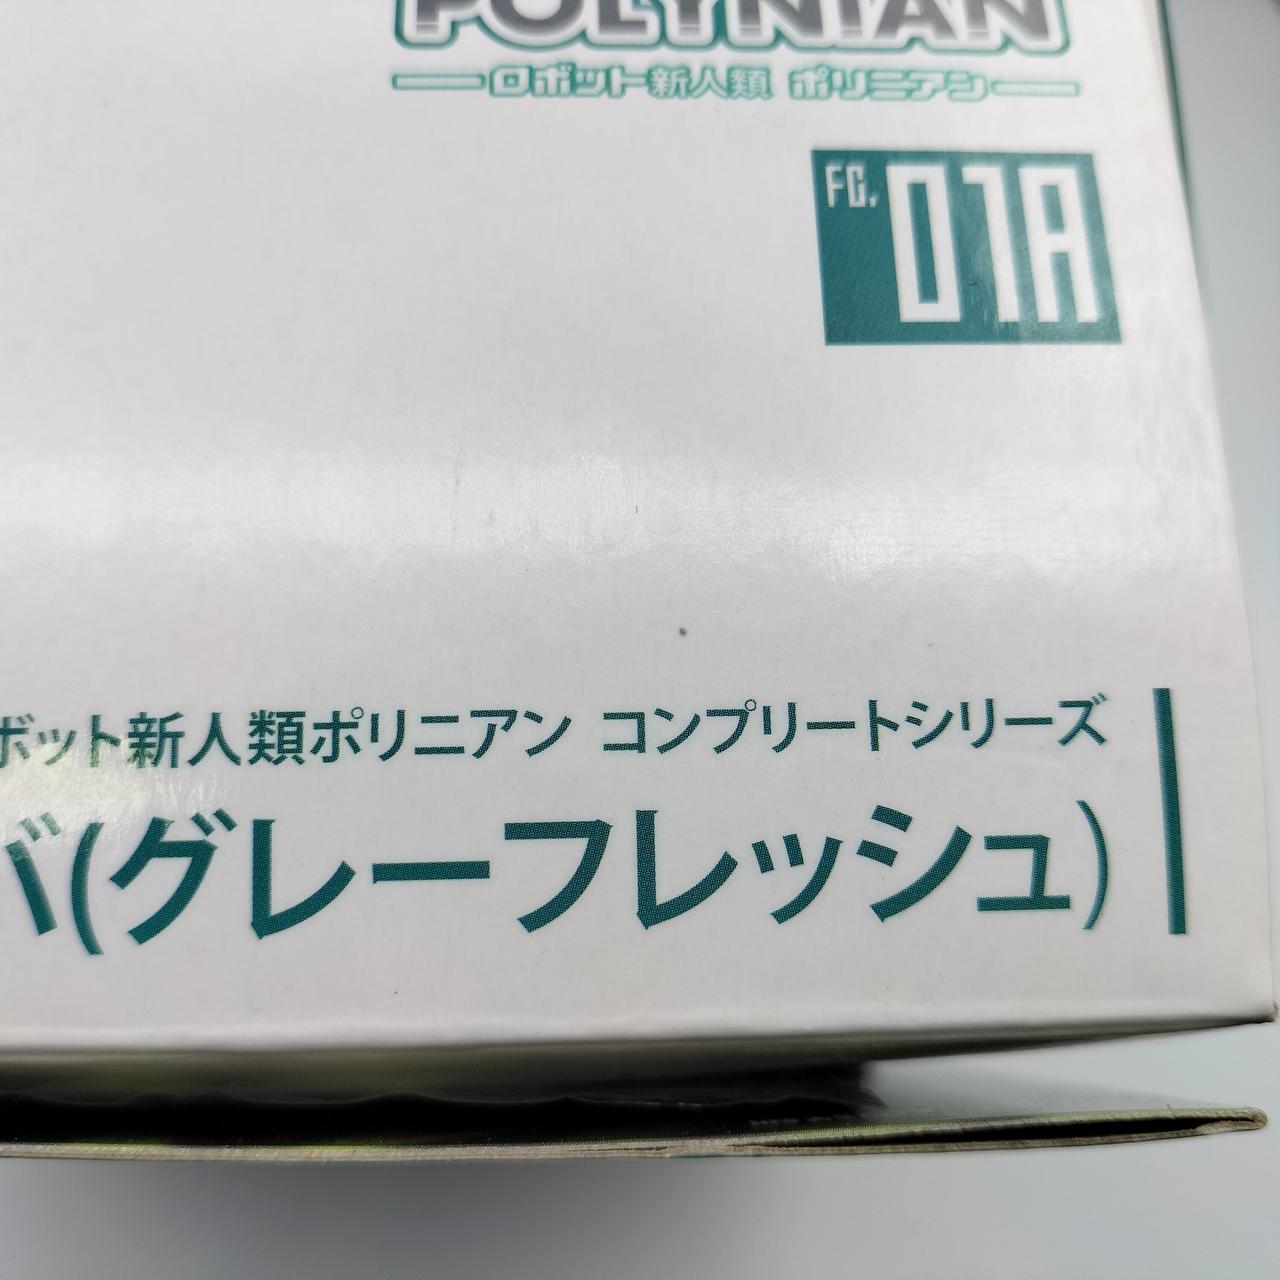 POLYNIAN
ロボット新人類 ポリニアン
FC. 01A
ボット新人類ポリニアン コンプリートシリーズ
バ(グレーフレッシュ)